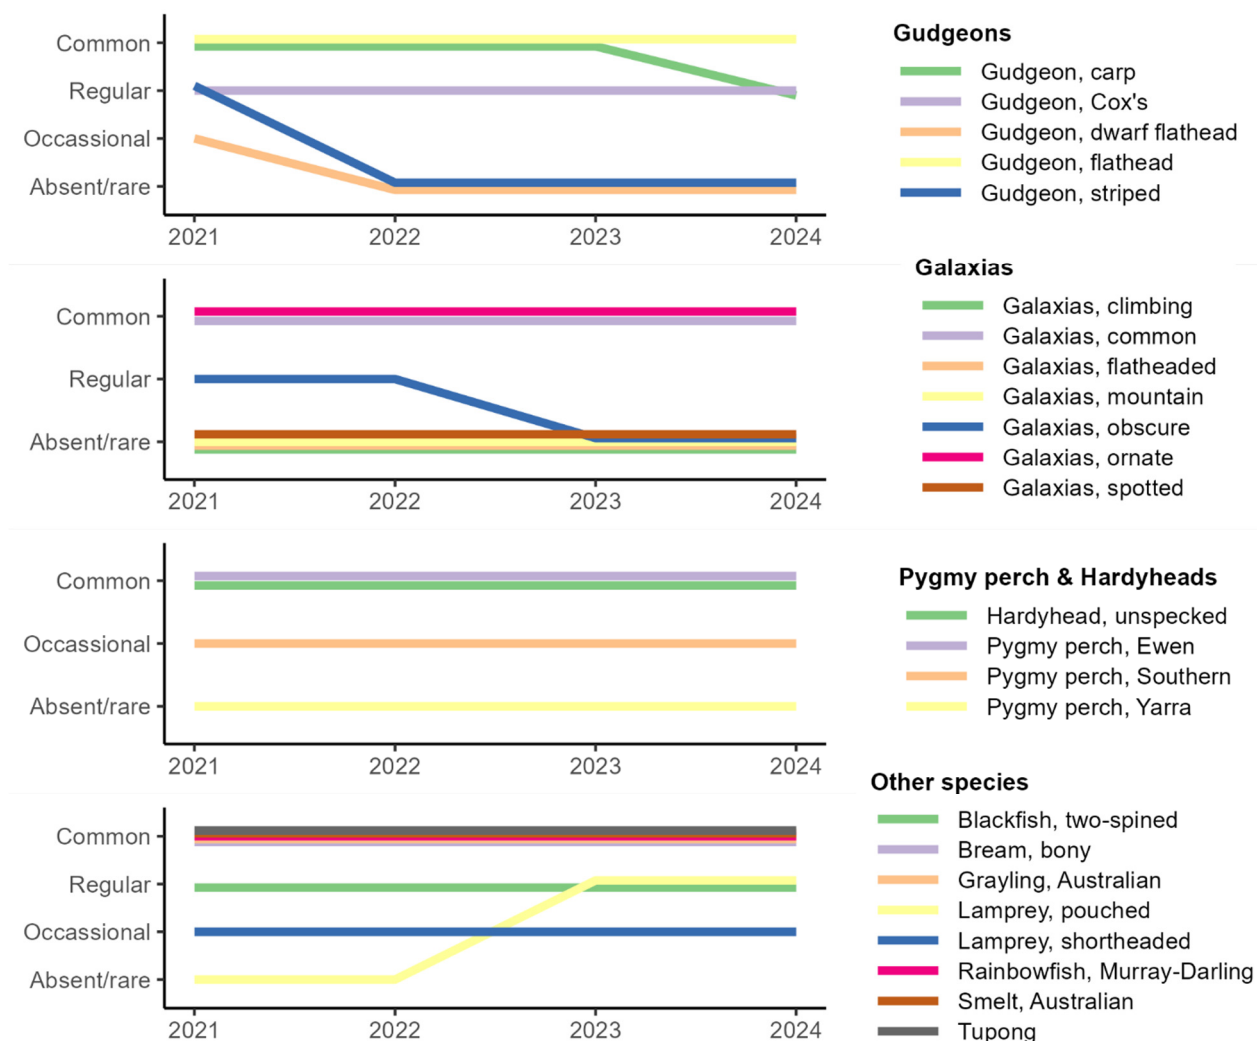 Common
Regular
Occassional
Absent/rare
2021 2022 2023 2024
Gudgeons
Gudgeon, carp
Gudgeon, Cox's
Gudgeon, dwarf flathead
Gudgeon, flathead
Gudgeon, striped
Common
Regular
Absent/rare
2021 2022 2023 2024
Galaxias
Galaxias, climbing
Galaxias, common
Galaxias, flatheaded
Galaxias, mountain
Galaxias, obscure
Galaxias, ornate
Galaxias, spotted
Common
Occassional
Absent/rare
2021 2022 2023 2024
Pygmy perch & Hardyheads
Hardyhead, unspecked
Pygmy perch, Ewen
Pygmy perch, Southern
Pygmy perch, Yarra
Common
Regular
Occassional
Absent/rare
2021 2022 2023 2024
Other species
Blackfish, two-spined
Bream, bony
Grayling, Australian
Lamprey, pouched
Lamprey, shortheaded
Rainbowfish, Murray-Darling
Smelt, Australian
Tupong